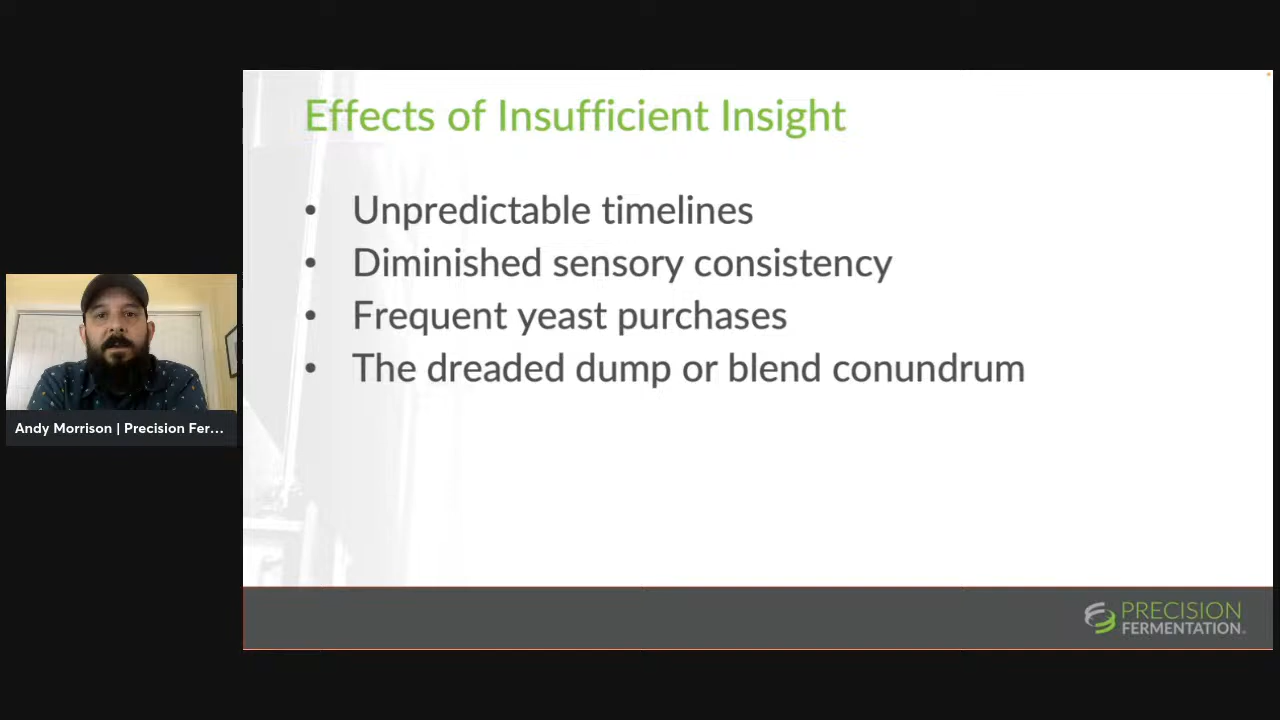 Effects of Insufficient Insight
• Unpredictable timelines
• Diminished sensory consistency
• Frequent yeast purchases
• The dreaded dump or blend conundrum
Andy Morrison | Precision Fer...
PRECISION
FERMENTATION